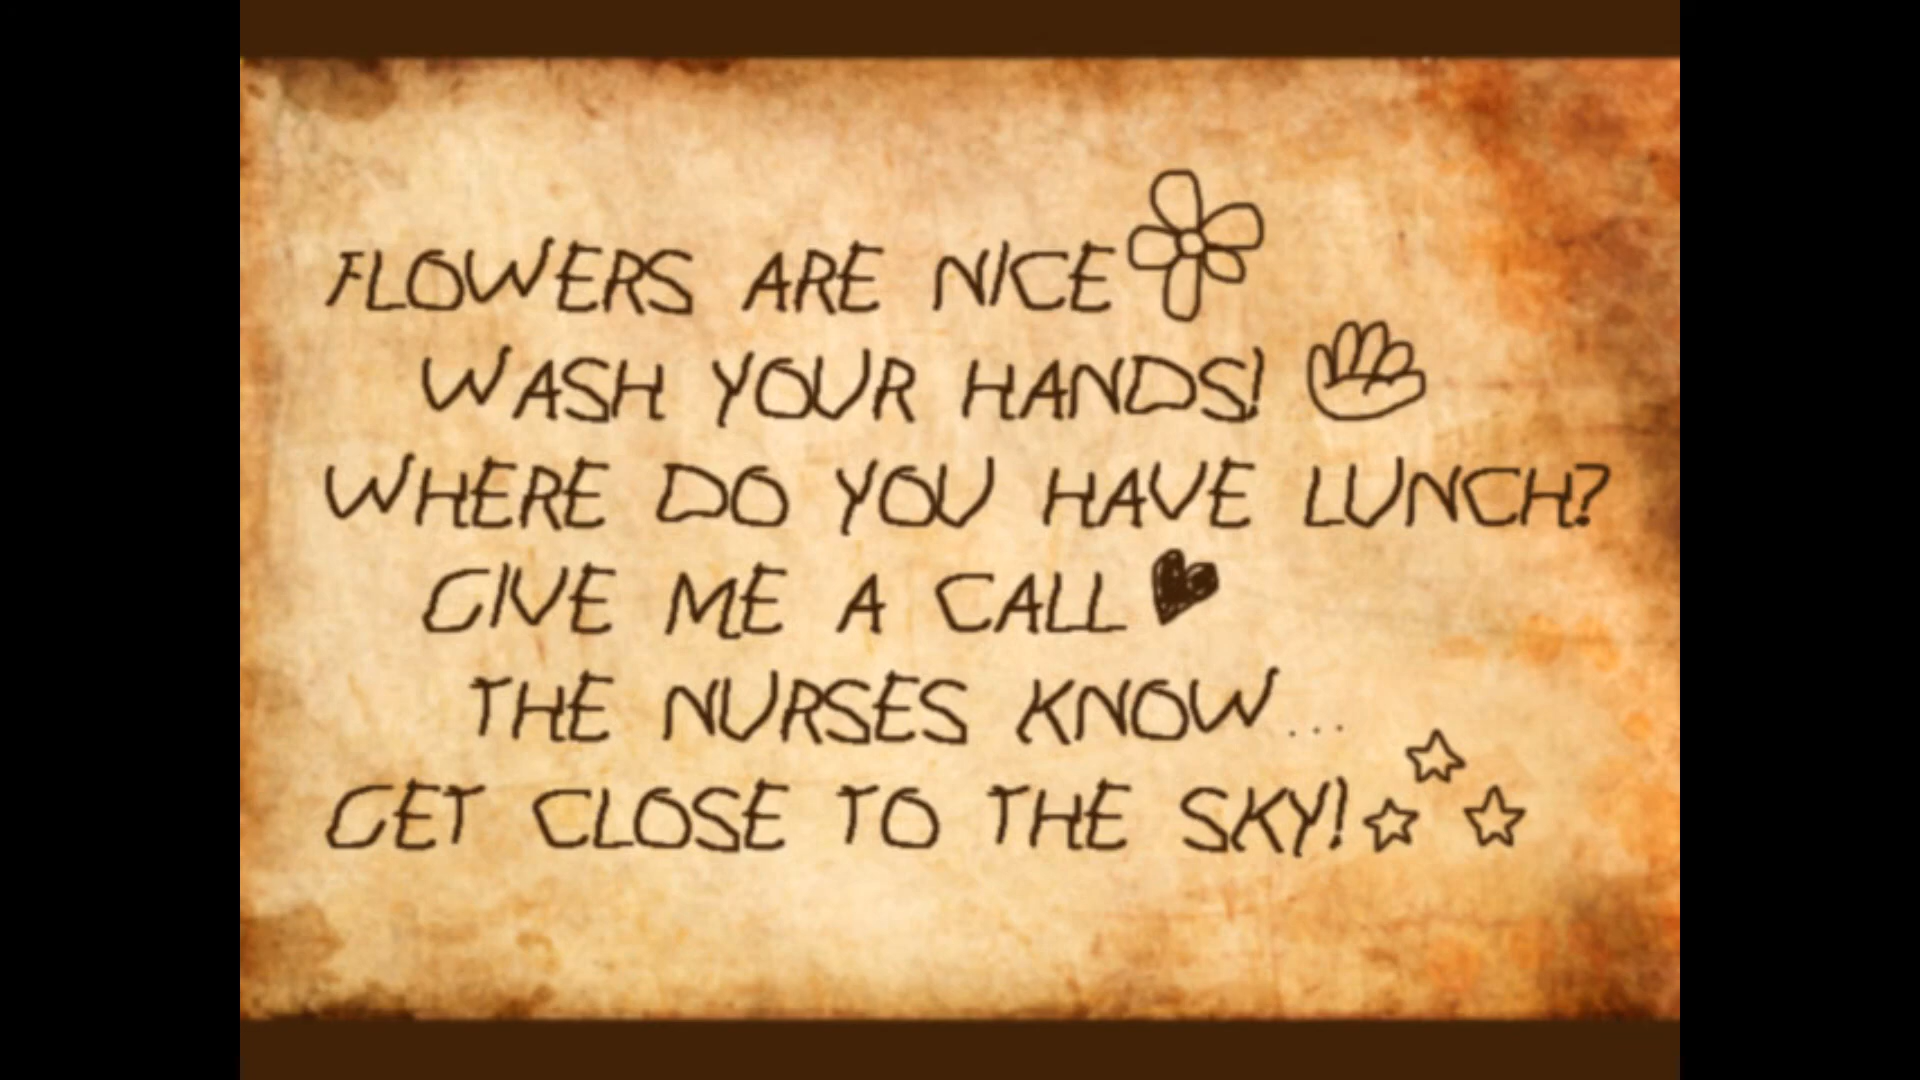 FLOWERS ARE NICE
WASH YOUR HANDS!
WHERE DO YOU HAVE LUNCH?
GIVE ME A CALL
THE NURSES KNOW...
GET CLOSE TO THE SKY!